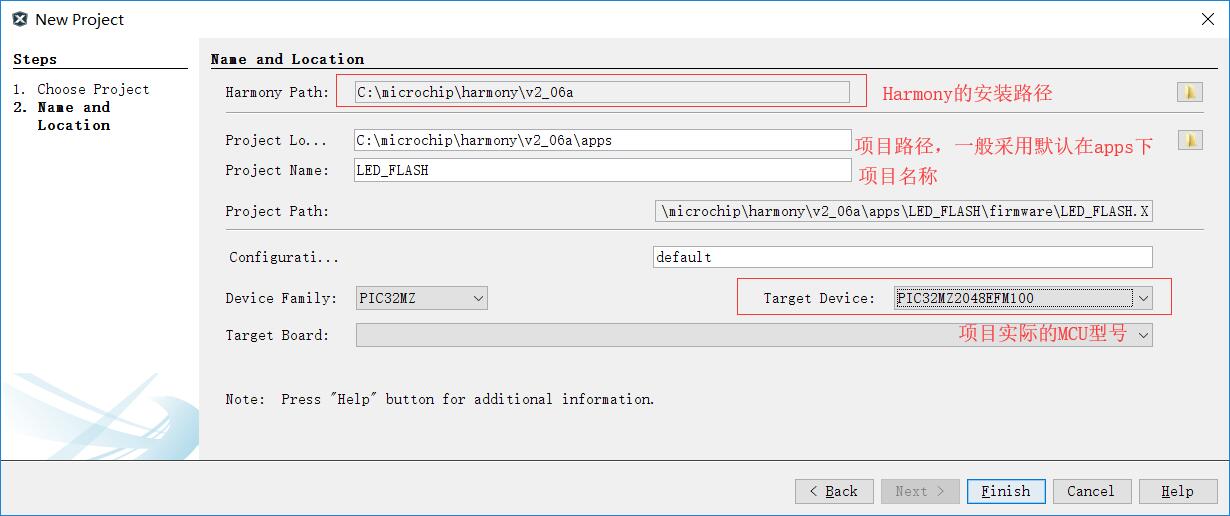 New Project
Steps
1. Choose Project
2. Name and
Location
Name and Location
Harmony Path: C:\microchip\harmony\v2_06a Harmony的安装路径
Project Lo... C:\microchip\harmony\v2_06a\apps 项目路径，一般采用默认在apps下
Project Name: LED_FLASH 项目名称
Project Path: \microchip\harmony\v2_06a\apps\LED_FLASH\firmware\LED_FLASH.X
Configurati... default
Device Family: PIC32MZ Target Device: PIC32MZ2048EFM100
Target Board: 项目实际的MCU型号
Note: Press "Help" button for additional information.
< Back Next > Finish Cancel Help